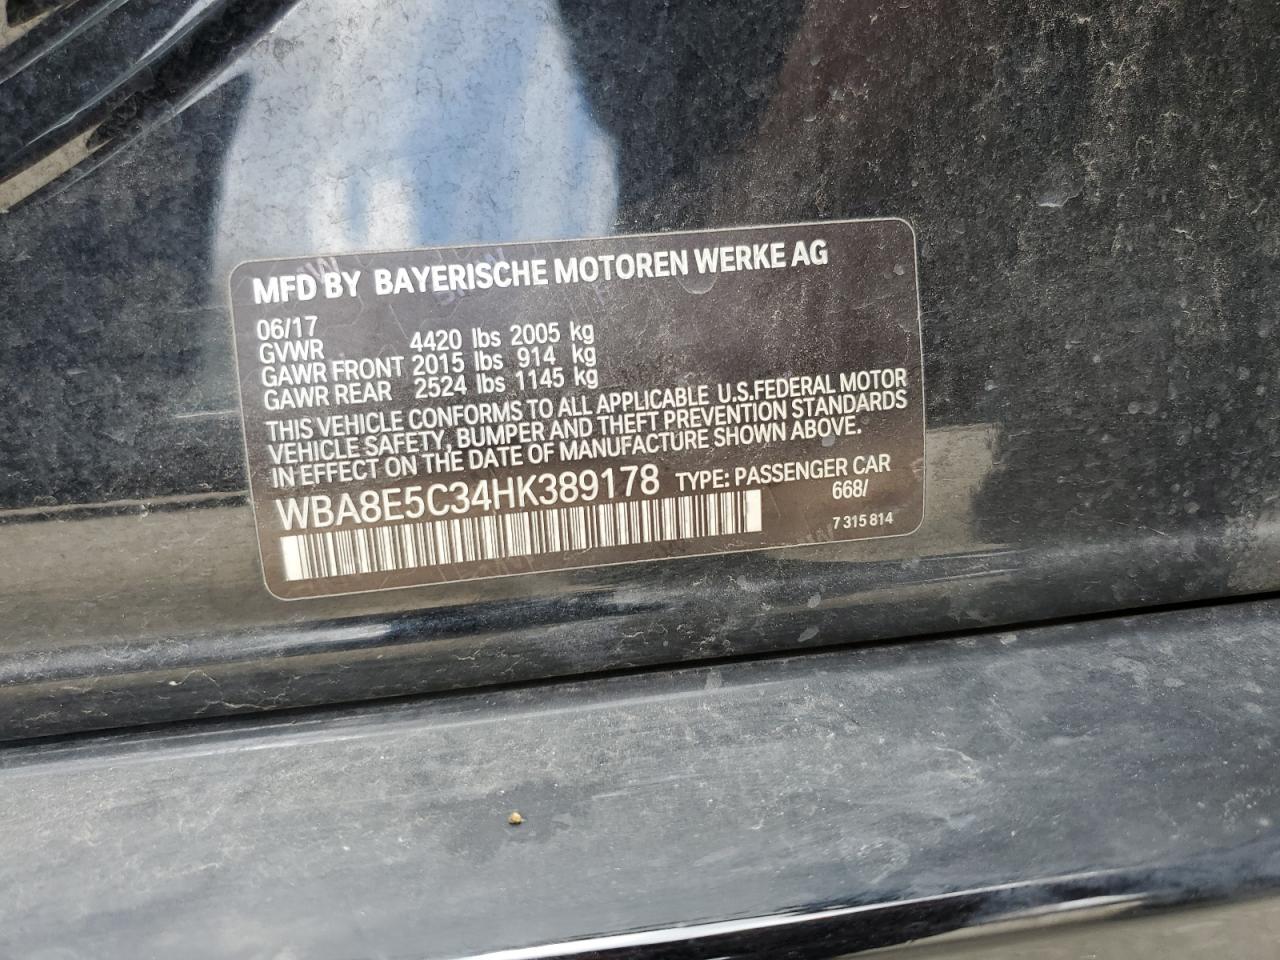 MFD BY BAYERISCHE MOTOREN WERKE AG
06/17
GVWR 4420 lbs 2005 kg
GAWR FRONT 2015 lbs 914 kg
GAWR REAR 2524 lbs 1145 kg
THIS VEHICLE CONFORMS TO ALL APPLICABLE U.S.FEDERAL MOTOR
VEHICLE SAFETY, BUMPER AND THEFT PREVENTION STANDARDS
IN EFFECT ON THE DATE OF MANUFACTURE SHOWN ABOVE.
WBA8E5C34HK389178 TYPE: PASSENGER CAR
668/
7 315 814